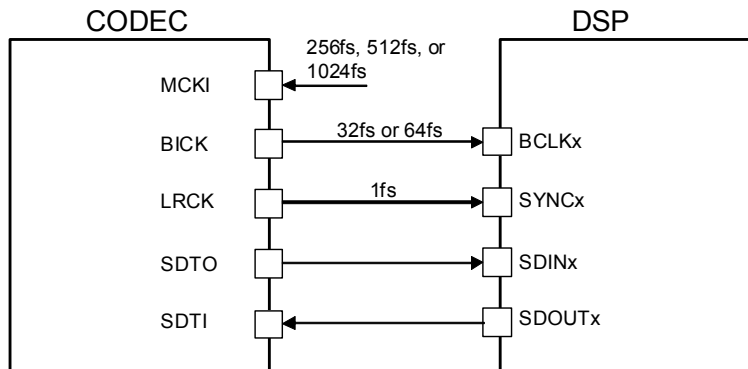 CODEC
DSP
256fs, 512fs, or
1024fs
MCKI
BICK
32fs or 64fs
BCLKx
LRCK
1fs
SYNCx
SDTO
SDINx
SDTI
SDOUTx